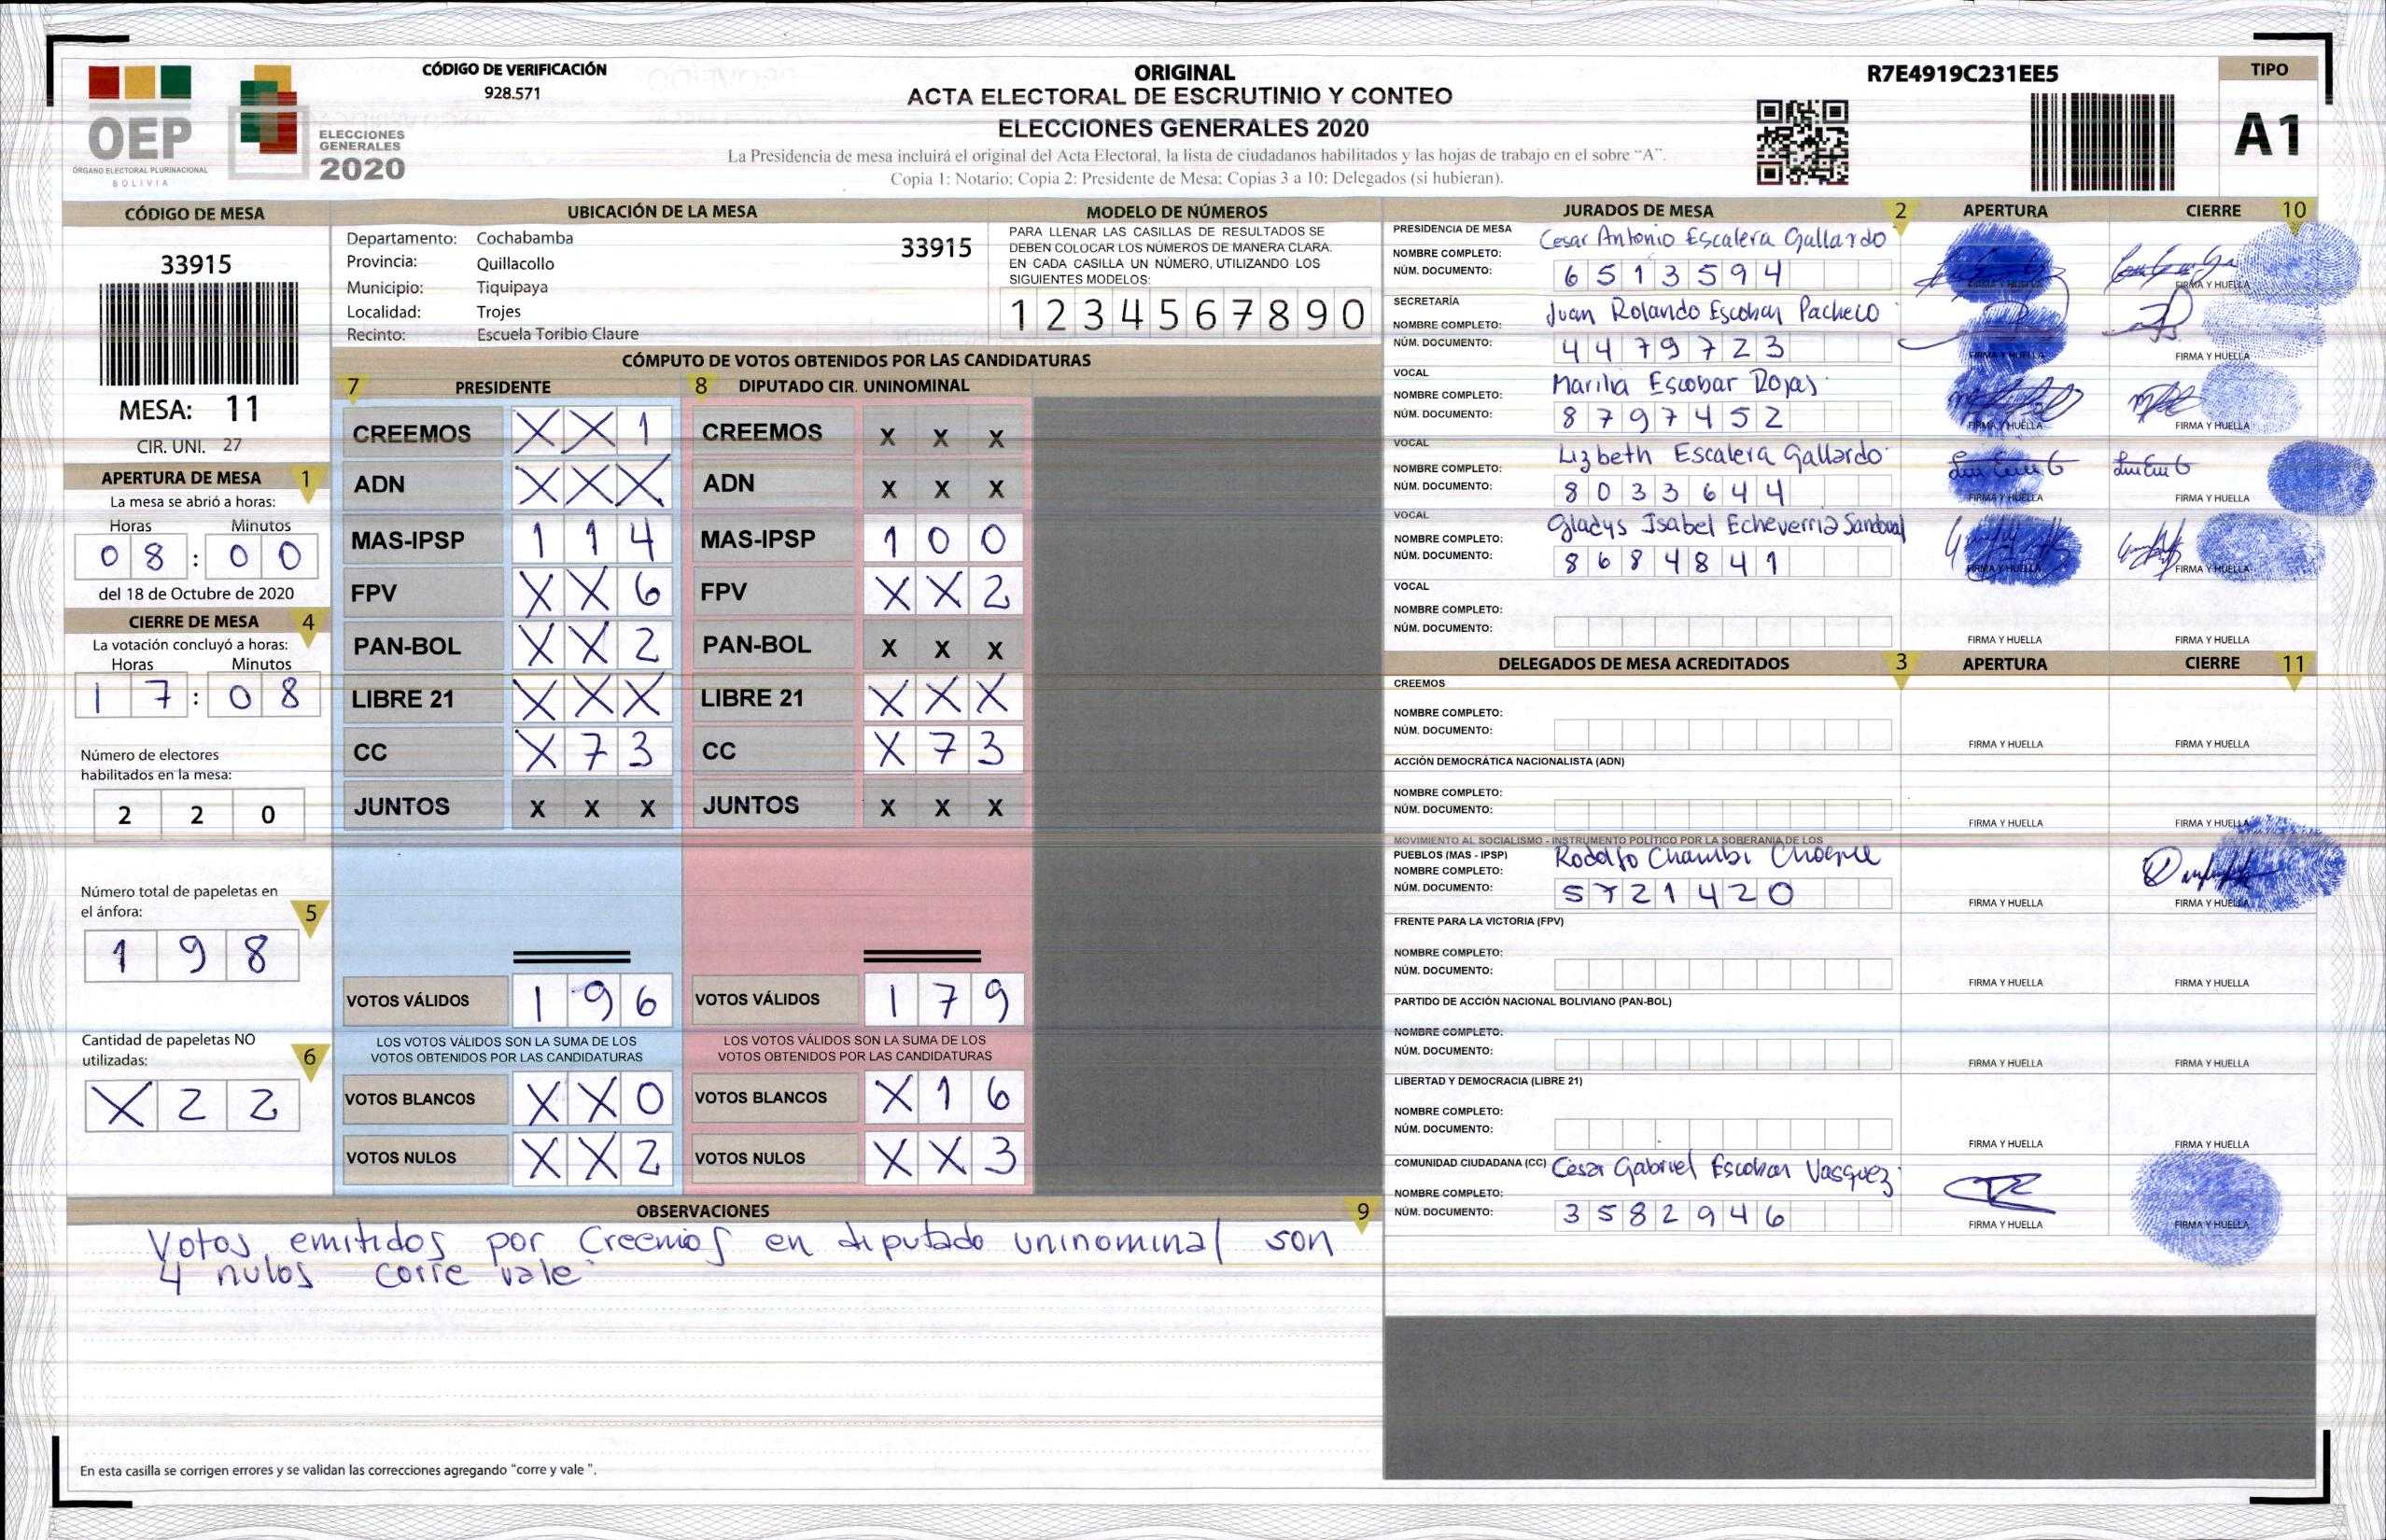 CÓDIGO DE VERIFICACIÓN
928.571
OEP
ÓRGANO ELECTORAL PLURINACIONAL
BOLIVIA
ELECCIONES
GENERALES
2020
ORIGINAL
ACTA ELECTORAL DE ESCRUTINIO Y CONTEO
ELECCIONES GENERALES 2020
La Presidencia de mesa incluirá el original del Acta Electoral, la lista de ciudadanos habilitados y las hojas de trabajo en el sobre "A".
Copia 1: Notario; Copia 2: Presidente de Mesa; Copias 3 a 10: Delegados (si hubieran).
R7E4919C231EE5
TIPO
A1
CÓDIGO DE MESA
33915
MESA: 11
CIR. UNI. 27
APERTURA DE MESA 1
La mesa se abrió a horas:
Horas Minutos
0 8 : 0 0
del 18 de Octubre de 2020
CIERRE DE MESA 4
La votación concluyó a horas:
Horas Minutos
1 7 : 0 8
Número de electores
habilitados en la mesa:
2 2 0
Número total de papeletas en
el ánfora: 5
1 9 8
Cantidad de papeletas NO
utilizadas: 6
X 2 2
UBICACIÓN DE LA MESA
Departamento: Cochabamba
33915
Provincia: Quillacollo
Municipio: Tiquipaya
Localidad: Trojes
Recinto: Escuela Toribio Claure
MODELO DE NÚMEROS
PARA LLENAR LAS CASILLAS DE RESULTADOS SE
DEBEN COLOCAR LOS NÚMEROS DE MANERA CLARA.
EN CADA CASILLA UN NÚMERO, UTILIZANDO LOS
SIGUIENTES MODELOS:
1 2 3 4 5 6 7 8 9 0
CÓMPUTO DE VOTOS OBTENIDOS POR LAS CANDIDATURAS
7 PRESIDENTE 8 DIPUTADO CIR. UNINOMINAL
CREEMOS X X 1 CREEMOS X X X
ADN X X X ADN X X X
MAS-IPSP 1 1 4 MAS-IPSP 1 0 0
FPV X X 6 FPV X X 2
PAN-BOL X X 2 PAN-BOL X X X
LIBRE 21 X X X LIBRE 21 X X X
CC X 7 3 CC X 7 3
JUNTOS X X X JUNTOS X X X
VOTOS VÁLIDOS 1 9 6 VOTOS VÁLIDOS 1 7 9
LOS VOTOS VÁLIDOS SON LA SUMA DE LOS LOS VOTOS VÁLIDOS SON LA SUMA DE LOS
VOTOS OBTENIDOS POR LAS CANDIDATURAS VOTOS OBTENIDOS POR LAS CANDIDATURAS
VOTOS BLANCOS X X 0 VOTOS BLANCOS X 1 6
VOTOS NULOS X X 2 VOTOS NULOS X X 3
OBSERVACIONES 9
Votos emitidos por Creemos en diputado uninominal son
4 nulos corre vale
En esta casilla se corrigen errores y se validan las correcciones agregando "corre y vale ".
JURADOS DE MESA 2 APERTURA CIERRE 10
PRESIDENCIA DE MESA
NOMBRE COMPLETO: Cesar Antonio Escalera Gallardo
NÚM. DOCUMENTO: 6 5 1 3 5 9 4
FIRMA Y HUELLA FIRMA Y HUELLA
SECRETARÍA
NOMBRE COMPLETO: Juan Rolando Escobar Pacheco
NÚM. DOCUMENTO: 4 4 7 9 7 2 3
FIRMA Y HUELLA FIRMA Y HUELLA
VOCAL
NOMBRE COMPLETO: Marilia Escobar Rojas
NÚM. DOCUMENTO: 8 7 9 7 4 5 2
FIRMA Y HUELLA FIRMA Y HUELLA
VOCAL
NOMBRE COMPLETO: Lizbeth Escalera Gallardo
NÚM. DOCUMENTO: 8 0 3 3 6 4 4
FIRMA Y HUELLA FIRMA Y HUELLA
VOCAL
NOMBRE COMPLETO: Gladys Isabel Echeverria Sandoval
NÚM. DOCUMENTO: 8 6 8 4 8 4 1
FIRMA Y HUELLA FIRMA Y HUELLA
VOCAL
NOMBRE COMPLETO:
NÚM. DOCUMENTO:
FIRMA Y HUELLA FIRMA Y HUELLA
DELEGADOS DE MESA ACREDITADOS 3 APERTURA CIERRE 11
CREEMOS
NOMBRE COMPLETO:
NÚM. DOCUMENTO:
FIRMA Y HUELLA FIRMA Y HUELLA
ACCIÓN DEMOCRÁTICA NACIONALISTA (ADN)
NOMBRE COMPLETO:
NÚM. DOCUMENTO:
FIRMA Y HUELLA FIRMA Y HUELLA
MOVIMIENTO AL SOCIALISMO - INSTRUMENTO POLÍTICO POR LA SOBERANÍA DE LOS
PUEBLOS (MAS - IPSP)
NOMBRE COMPLETO: Rodolfo Chambi
NÚM. DOCUMENTO: 5 7 2 1 4 2 0
FIRMA Y HUELLA FIRMA Y HUELLA
FRENTE PARA LA VICTORIA (FPV)
NOMBRE COMPLETO:
NÚM. DOCUMENTO:
FIRMA Y HUELLA FIRMA Y HUELLA
PARTIDO DE ACCIÓN NACIONAL BOLIVIANO (PAN-BOL)
NOMBRE COMPLETO:
NÚM. DOCUMENTO:
FIRMA Y HUELLA FIRMA Y HUELLA
LIBERTAD Y DEMOCRACIA (LIBRE 21)
NOMBRE COMPLETO:
NÚM. DOCUMENTO:
FIRMA Y HUELLA FIRMA Y HUELLA
COMUNIDAD CIUDADANA (CC) Cesar Gabriel Escobar Vasquez
NOMBRE COMPLETO:
NÚM. DOCUMENTO: 3 5 8 2 9 4 6
FIRMA Y HUELLA FIRMA Y HUELLA